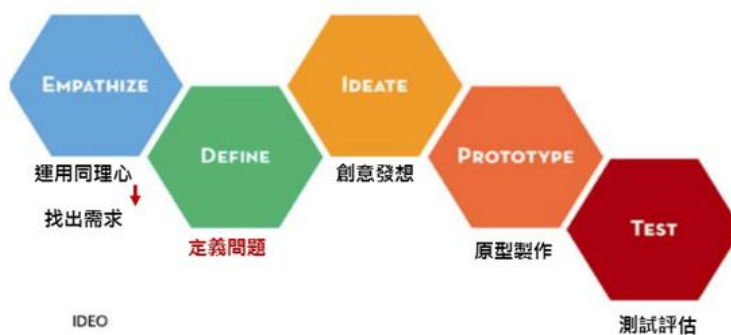 EMPATHIZE
運用同理心
找出需求
DEFINE
定義問題
IDEATE
創意發想
PROTOTYPE
原型製作
TEST
測試評估
IDEO